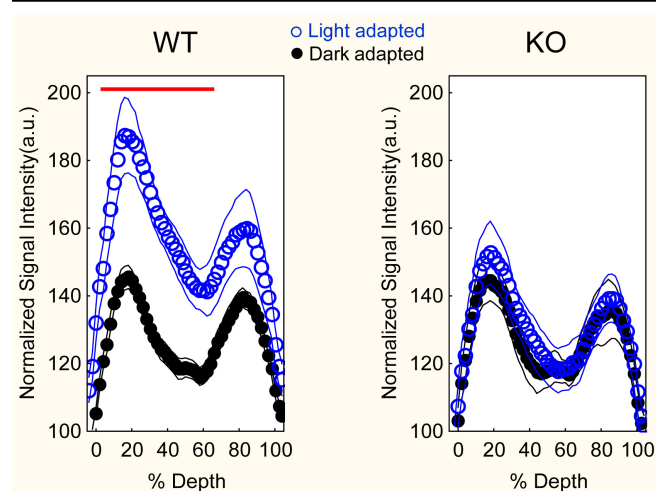 WT
Light adapted
Dark adapted
KO
Normalized Signal Intensity(a.u.)
200
180
160
140
120
100
0 20 40 60 80 100
% Depth
Normalized Signal Intensity(a.u.)
200
180
160
140
120
100
0 20 40 60 80 100
% Depth